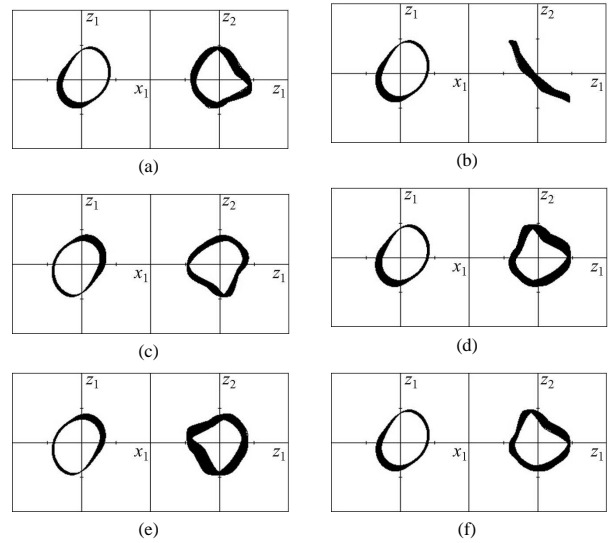 z₁ z₂
x₁ z₁
(a)
z₁ z₂
x₁ z₁
(b)
z₁ z₂
x₁ z₁
(c)
z₁ z₂
x₁ z₁
(d)
z₁ z₂
x₁ z₁
(e)
z₁ z₂
x₁ z₁
(f)